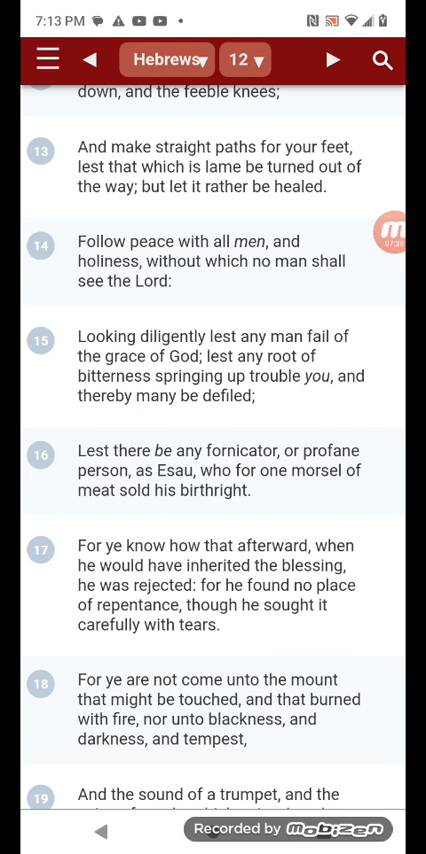 7:13 PM
Hebrews 12
down, and the feeble knees;
13 And make straight paths for your feet,
lest that which is lame be turned out of
the way; but let it rather be healed.
14 Follow peace with all men, and
holiness, without which no man shall
see the Lord:
15 Looking diligently lest any man fail of
the grace of God; lest any root of
bitterness springing up trouble you, and
thereby many be defiled;
16 Lest there be any fornicator, or profane
person, as Esau, who for one morsel of
meat sold his birthright.
17 For ye know how that afterward, when
he would have inherited the blessing,
he was rejected: for he found no place
of repentance, though he sought it
carefully with tears.
18 For ye are not come unto the mount
that might be touched, and that burned
with fire, nor unto blackness, and
darkness, and tempest,
19 And the sound of a trumpet, and the
m
07:39
Recorded by mobizen